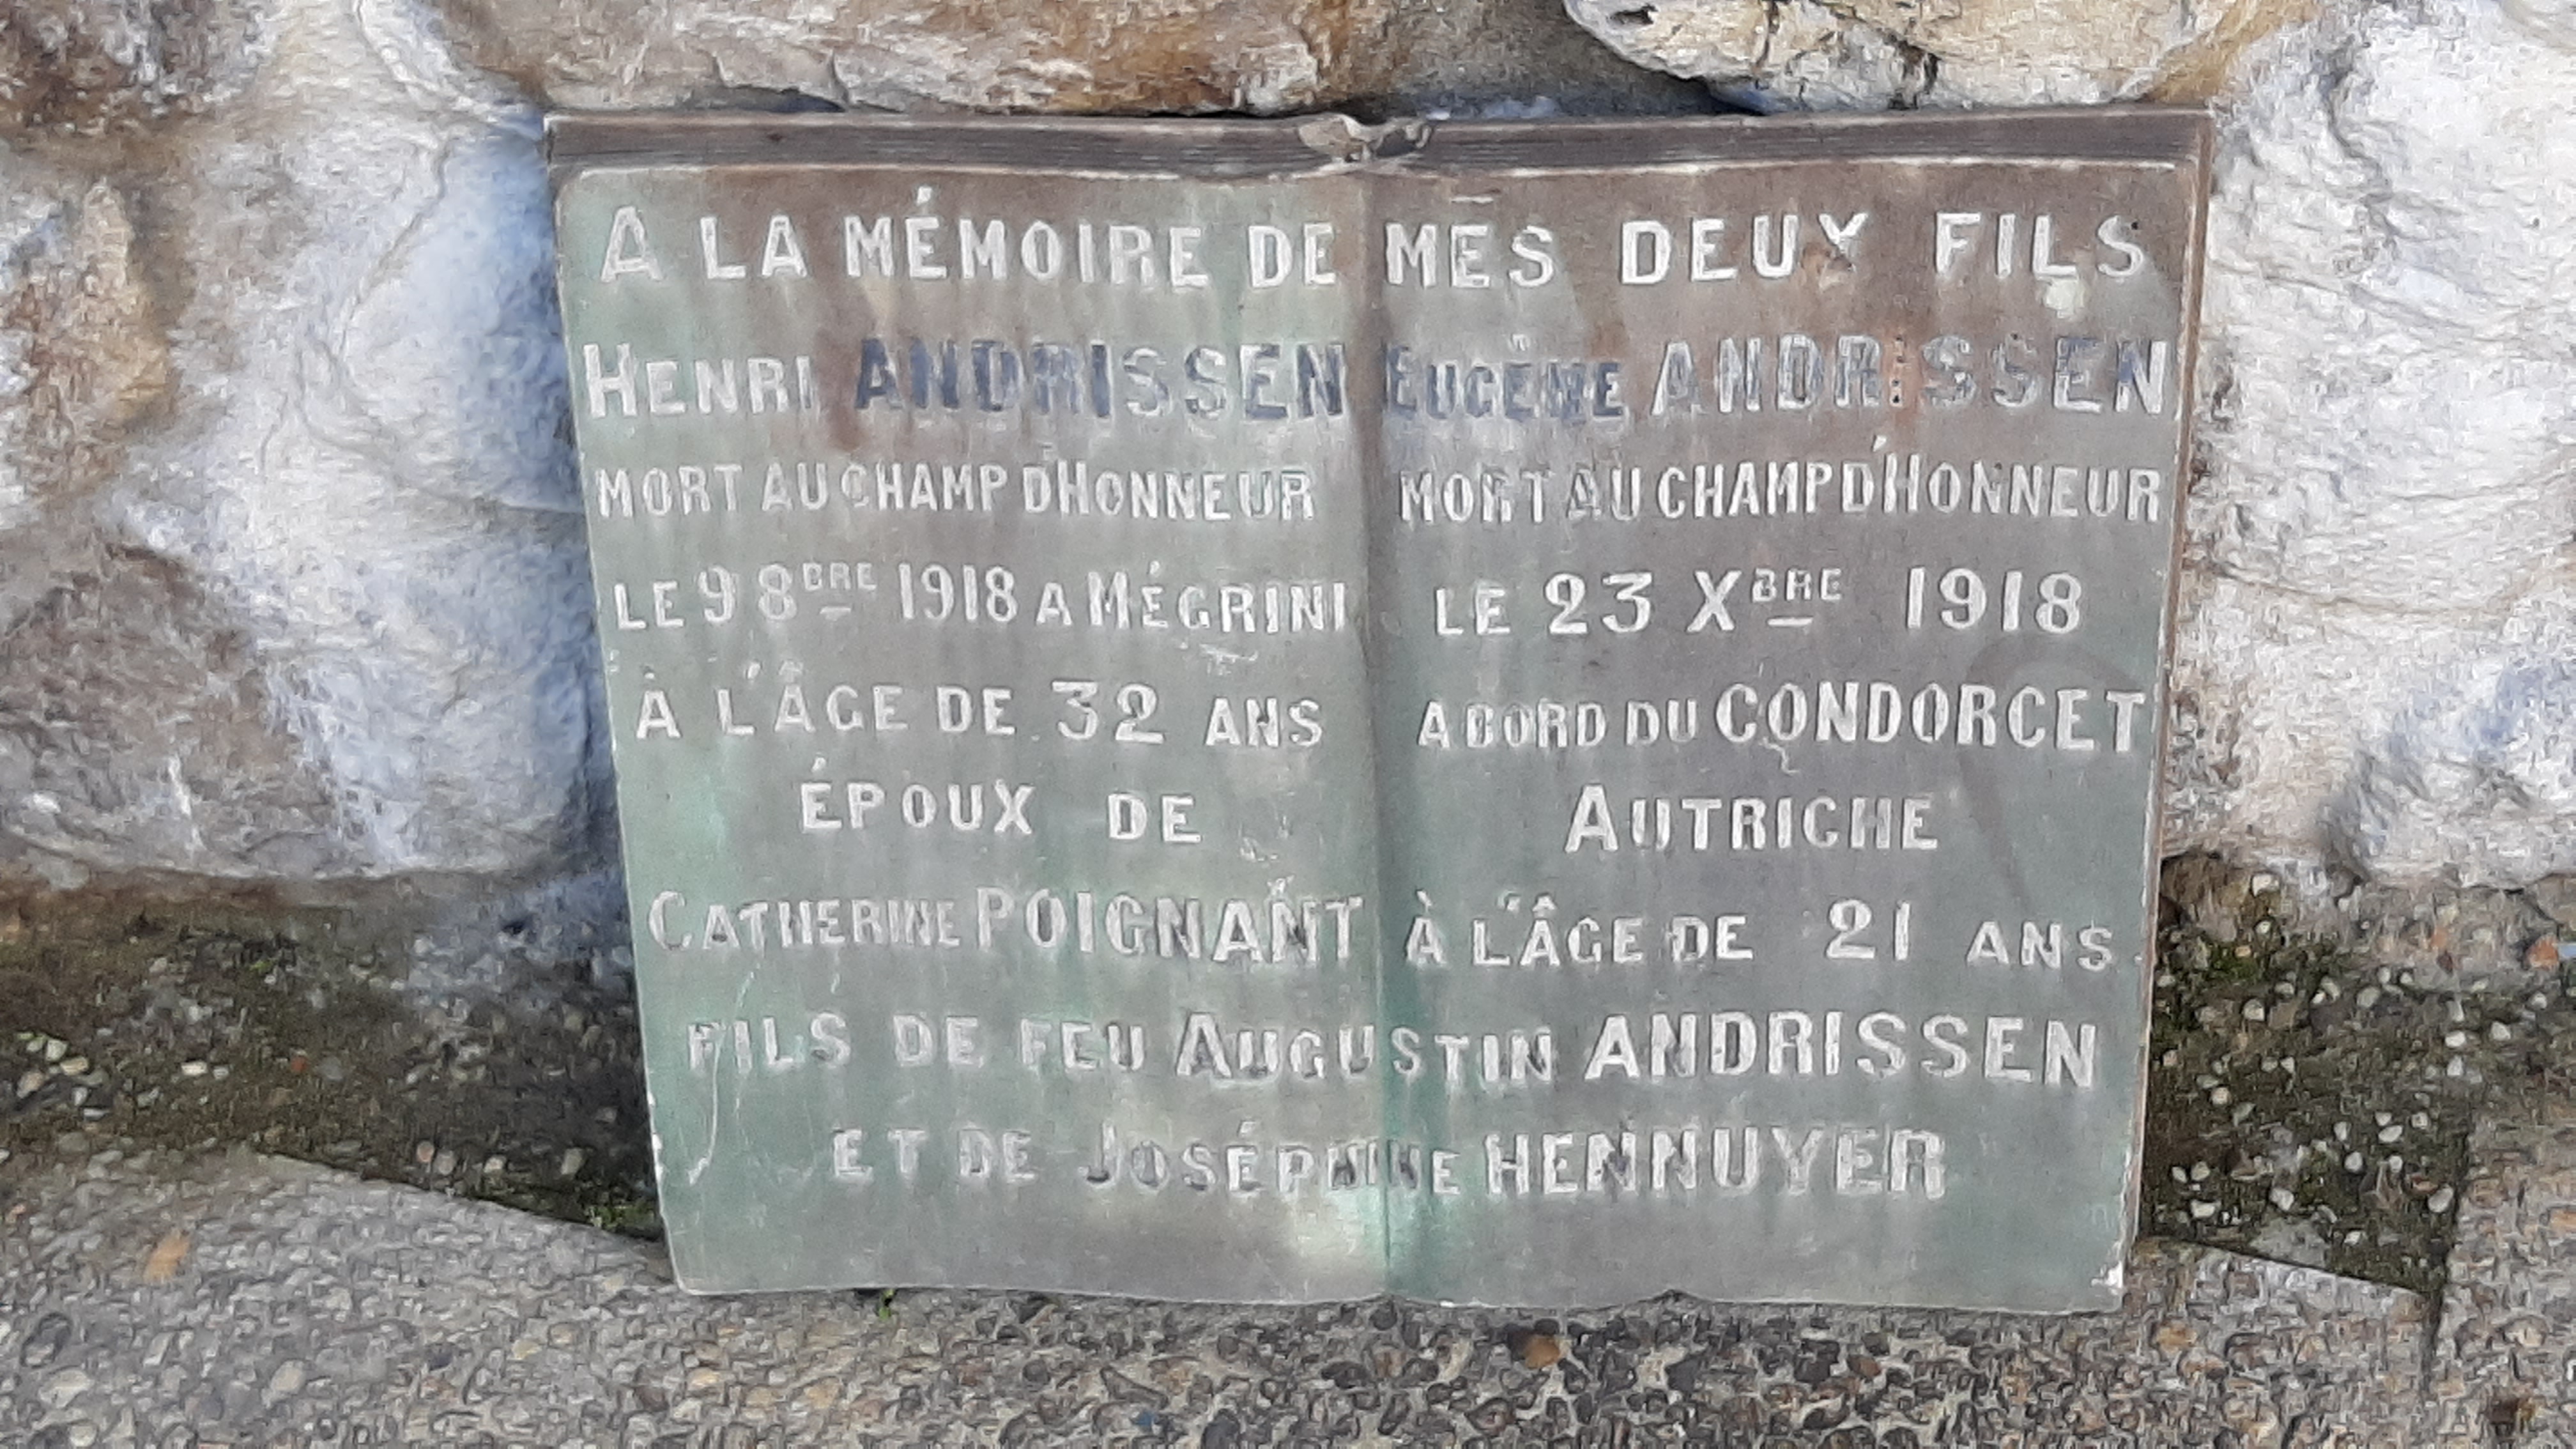 A LA MÉMOIRE DE MES DEUX FILS
HENRI ANDRISSEN
MORT AU CHAMP D'HONNEUR
LE 9 8BRE 1918 A MÉGRINI
À L'ÂGE DE 32 ANS
ÉPOUX DE
CATHERINE POIGNANT
EUGÈNE ANDRISSEN
MORT AU CHAMP D'HONNEUR
LE 23 XBRE 1918
A BORD DU CONDORCET
AUTRICHE
À L'ÂGE DE 21 ANS
FILS DE FEU AUGUSTIN ANDRISSEN
ET DE JOSÉPHINE HENNUYER